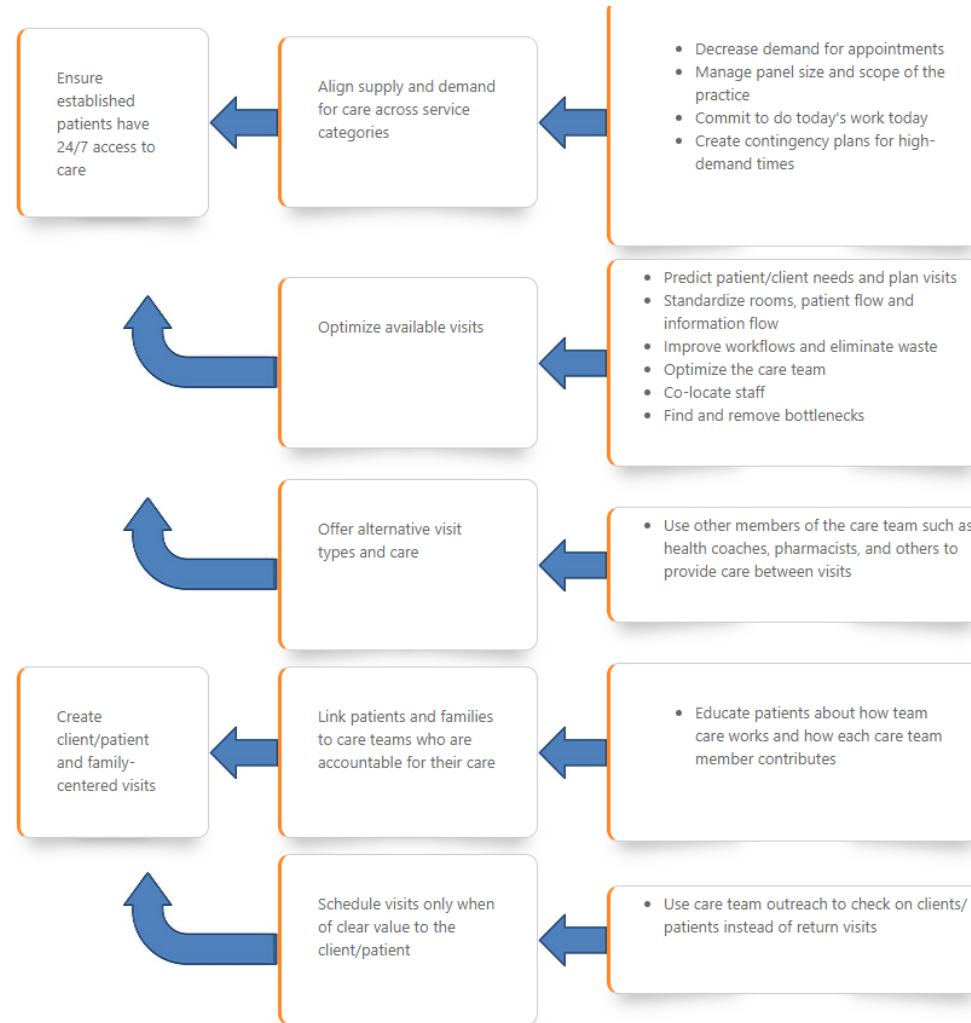 Ensure
established
patients have
24/7 access to
care
Align supply and demand
for care across service
categories
• Decrease demand for appointments
• Manage panel size and scope of the
practice
• Commit to do today's work today
• Create contingency plans for high-
demand times
Optimize available visits
• Predict patient/client needs and plan visits
• Standardize rooms, patient flow and
information flow
• Improve workflows and eliminate waste
• Optimize the care team
• Co-locate staff
• Find and remove bottlenecks
Offer alternative visit
types and care
• Use other members of the care team such as
health coaches, pharmacists, and others to
provide care between visits
Create
client/patient
and family-
centered visits
Link patients and families
to care teams who are
accountable for their care
• Educate patients about how team
care works and how each care team
member contributes
Schedule visits only when
of clear value to the
client/patient
• Use care team outreach to check on clients/
patients instead of return visits